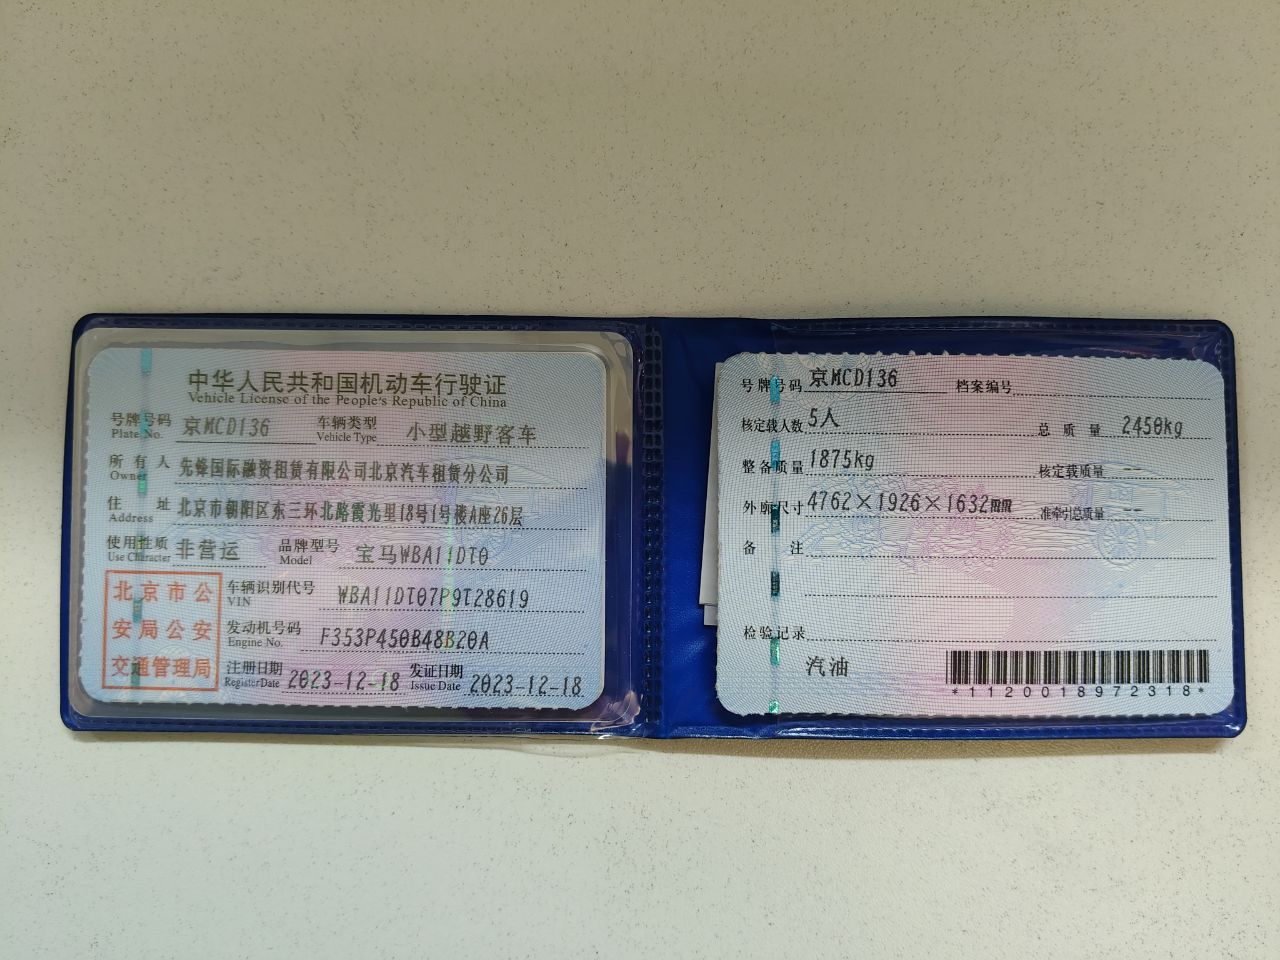 中华人民共和国机动车行驶证
Vehicle License of the People's Republic of China
号牌号码 Plate No. 京MCD136 车辆类型 Vehicle Type 小型越野客车
所有人 Owner 先锋国际融资租赁有限公司北京汽车租赁分公司
住址 Address 北京市朝阳区东三环北路霞光里18号1号楼A座26层
使用性质 Use Character 非营运 品牌型号 Model 宝马WBA11DT0
北京市公
安局公安
交通管理局
车辆识别代号 VIN WBA11DT07P9T28619
发动机号码 Engine No. F353P450B48B20A
注册日期 Register Date 2023-12-18 发证日期 Issue Date 2023-12-18
号牌号码 京MCD136 档案编号
核定载人数 5人 总质量 2450kg
整备质量 1875kg 核定载质量 --
外廓尺寸 4762×1926×1632mm 准牵引总质量 --
备注
检验记录
汽油
*1120018972318*